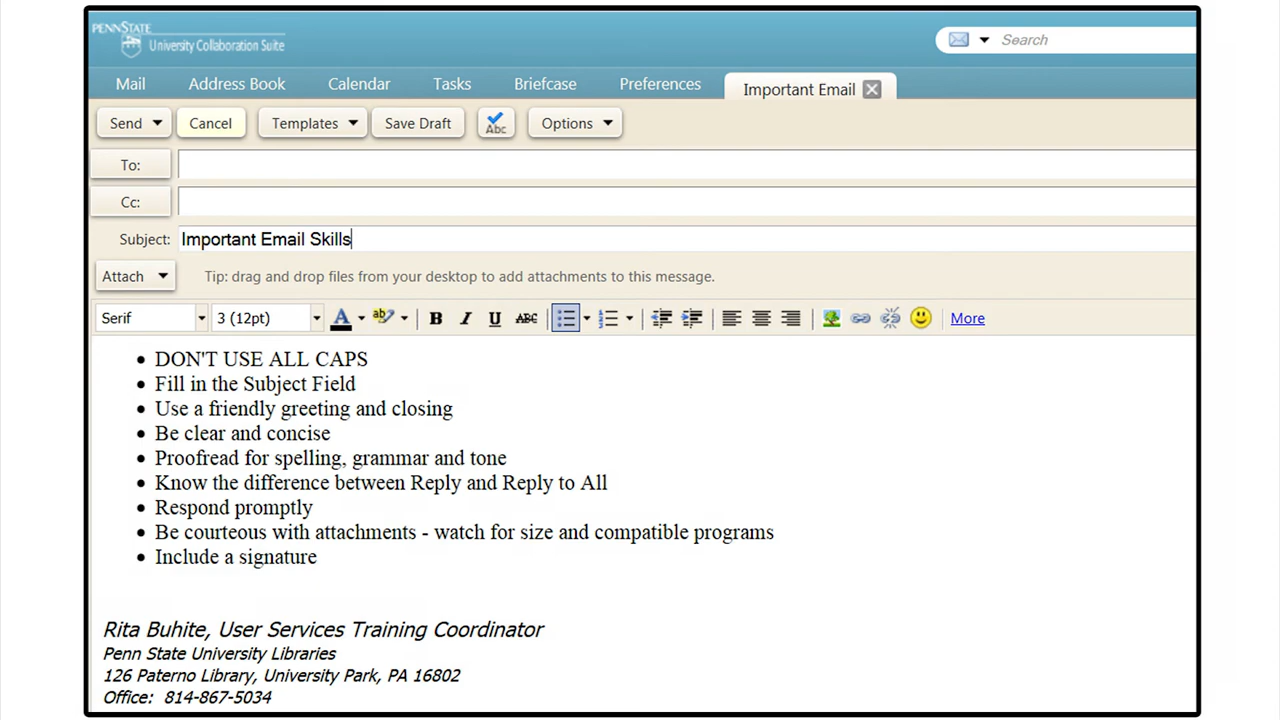 PENNSTATE
University Collaboration Suite
Search
Mail Address Book Calendar Tasks Briefcase Preferences Important Email
Send Cancel Templates Save Draft Abc Options
To:
Cc:
Subject: Important Email Skills
Attach Tip: drag and drop files from your desktop to add attachments to this message.
Serif 3 (12pt) A ab B I U ABC More
• DON'T USE ALL CAPS
• Fill in the Subject Field
• Use a friendly greeting and closing
• Be clear and concise
• Proofread for spelling, grammar and tone
• Know the difference between Reply and Reply to All
• Respond promptly
• Be courteous with attachments - watch for size and compatible programs
• Include a signature
Rita Buhite, User Services Training Coordinator
Penn State University Libraries
126 Paterno Library, University Park, PA 16802
Office: 814-867-5034